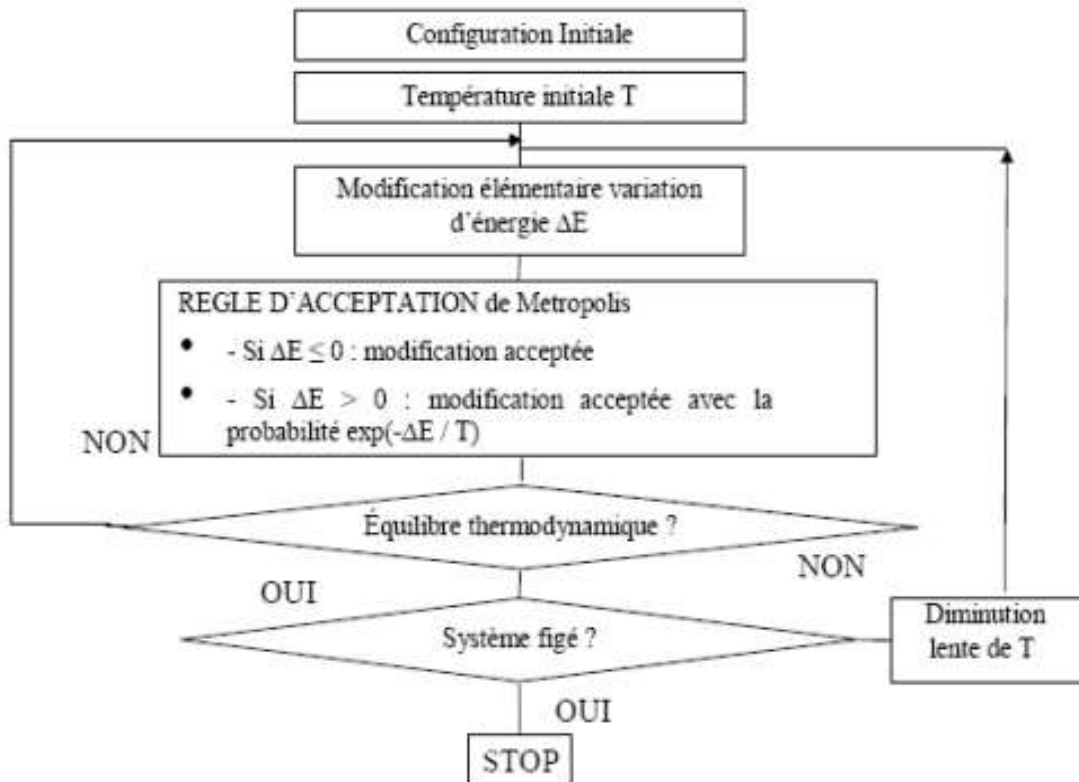 Configuration Initiale
Température initiale T
Modification élémentaire variation
d'énergie ΔE
REGLE D'ACCEPTATION de Metropolis
• - Si ΔE ≤ 0 : modification acceptée
• - Si ΔE > 0 : modification acceptée avec la
probabilité exp(-ΔE / T)
NON
Équilibre thermodynamique ?
NON
OUI
Système figé ?
Diminution
lente de T
OUI
STOP